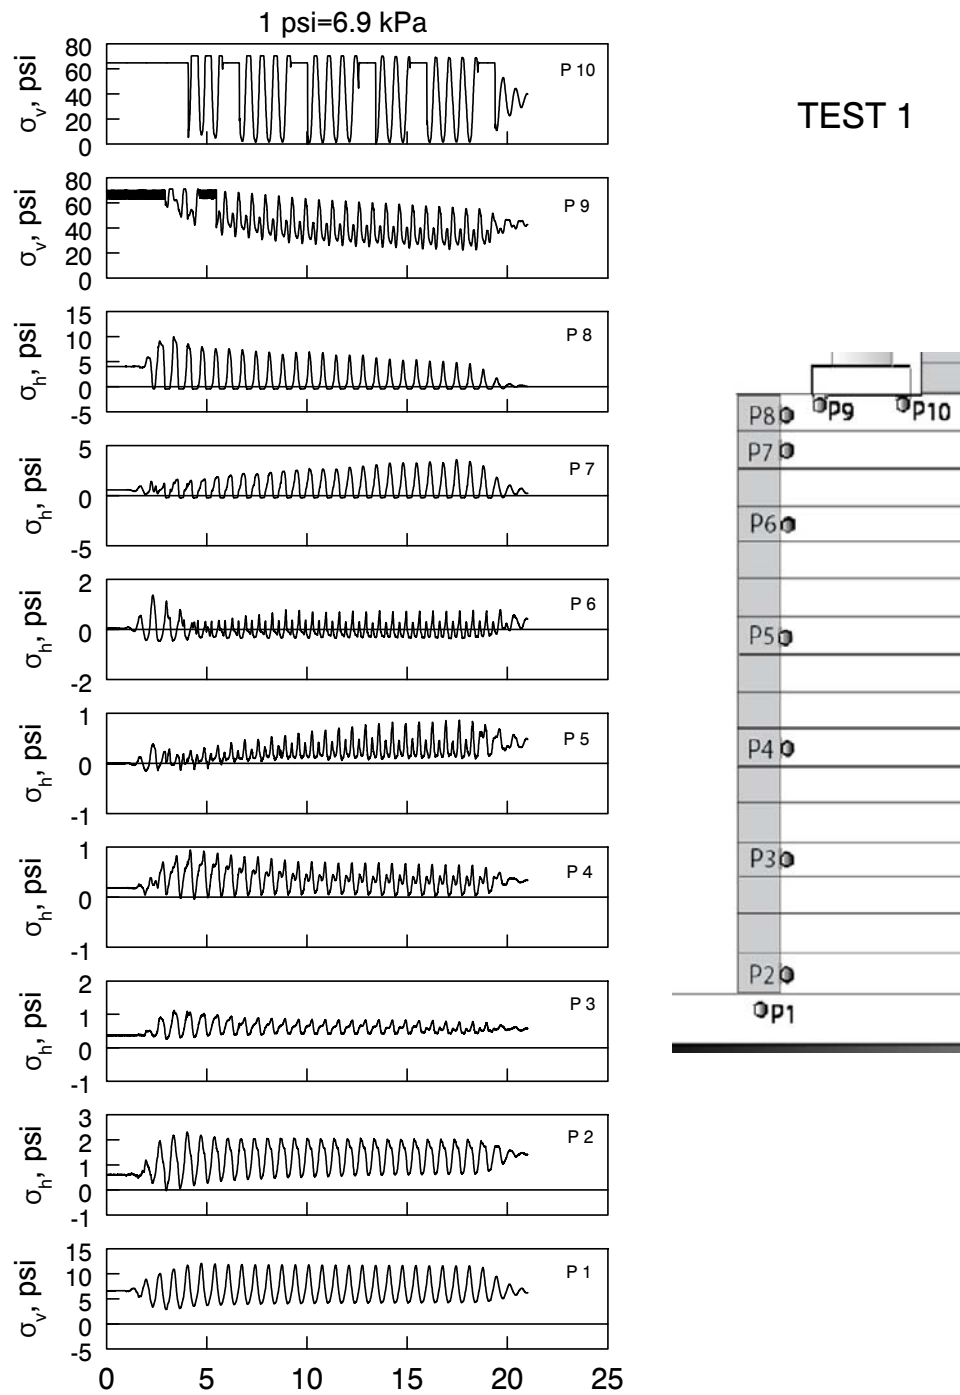 1 psi=6.9 kPa
TEST 1
σv, psi
80
60
40
20
0
P 10
σv, psi
80
60
40
20
0
P 9
σh, psi
15
10
5
0
-5
P 8
σh, psi
5
0
-5
P 7
σh, psi
2
0
-2
P 6
σh, psi
1
0
-1
P 5
σh, psi
1
0
-1
P 4
σh, psi
2
1
0
-1
P 3
σh, psi
3
2
1
0
-1
P 2
σv, psi
15
10
5
0
-5
P 1
0 5 10 15 20 25
P8 P9 P10
P7
P6
P5
P4
P3
P2
P1